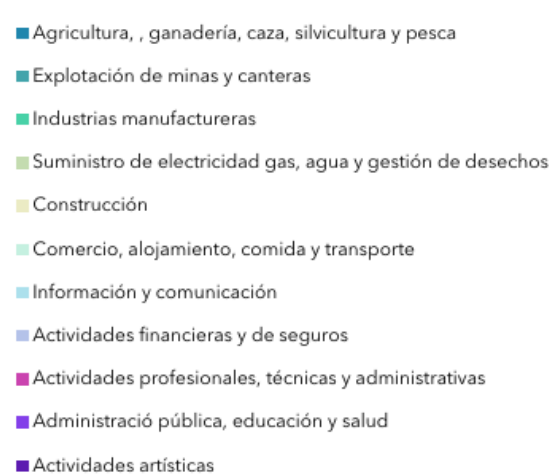 Agricultura, , ganadería, caza, silvicultura y pesca
Explotación de minas y canteras
Industrias manufactureras
Suministro de electricidad gas, agua y gestión de desechos
Construcción
Comercio, alojamiento, comida y transporte
Información y comunicación
Actividades financieras y de seguros
Actividades profesionales, técnicas y administrativas
Administració pública, educación y salud
Actividades artísticas